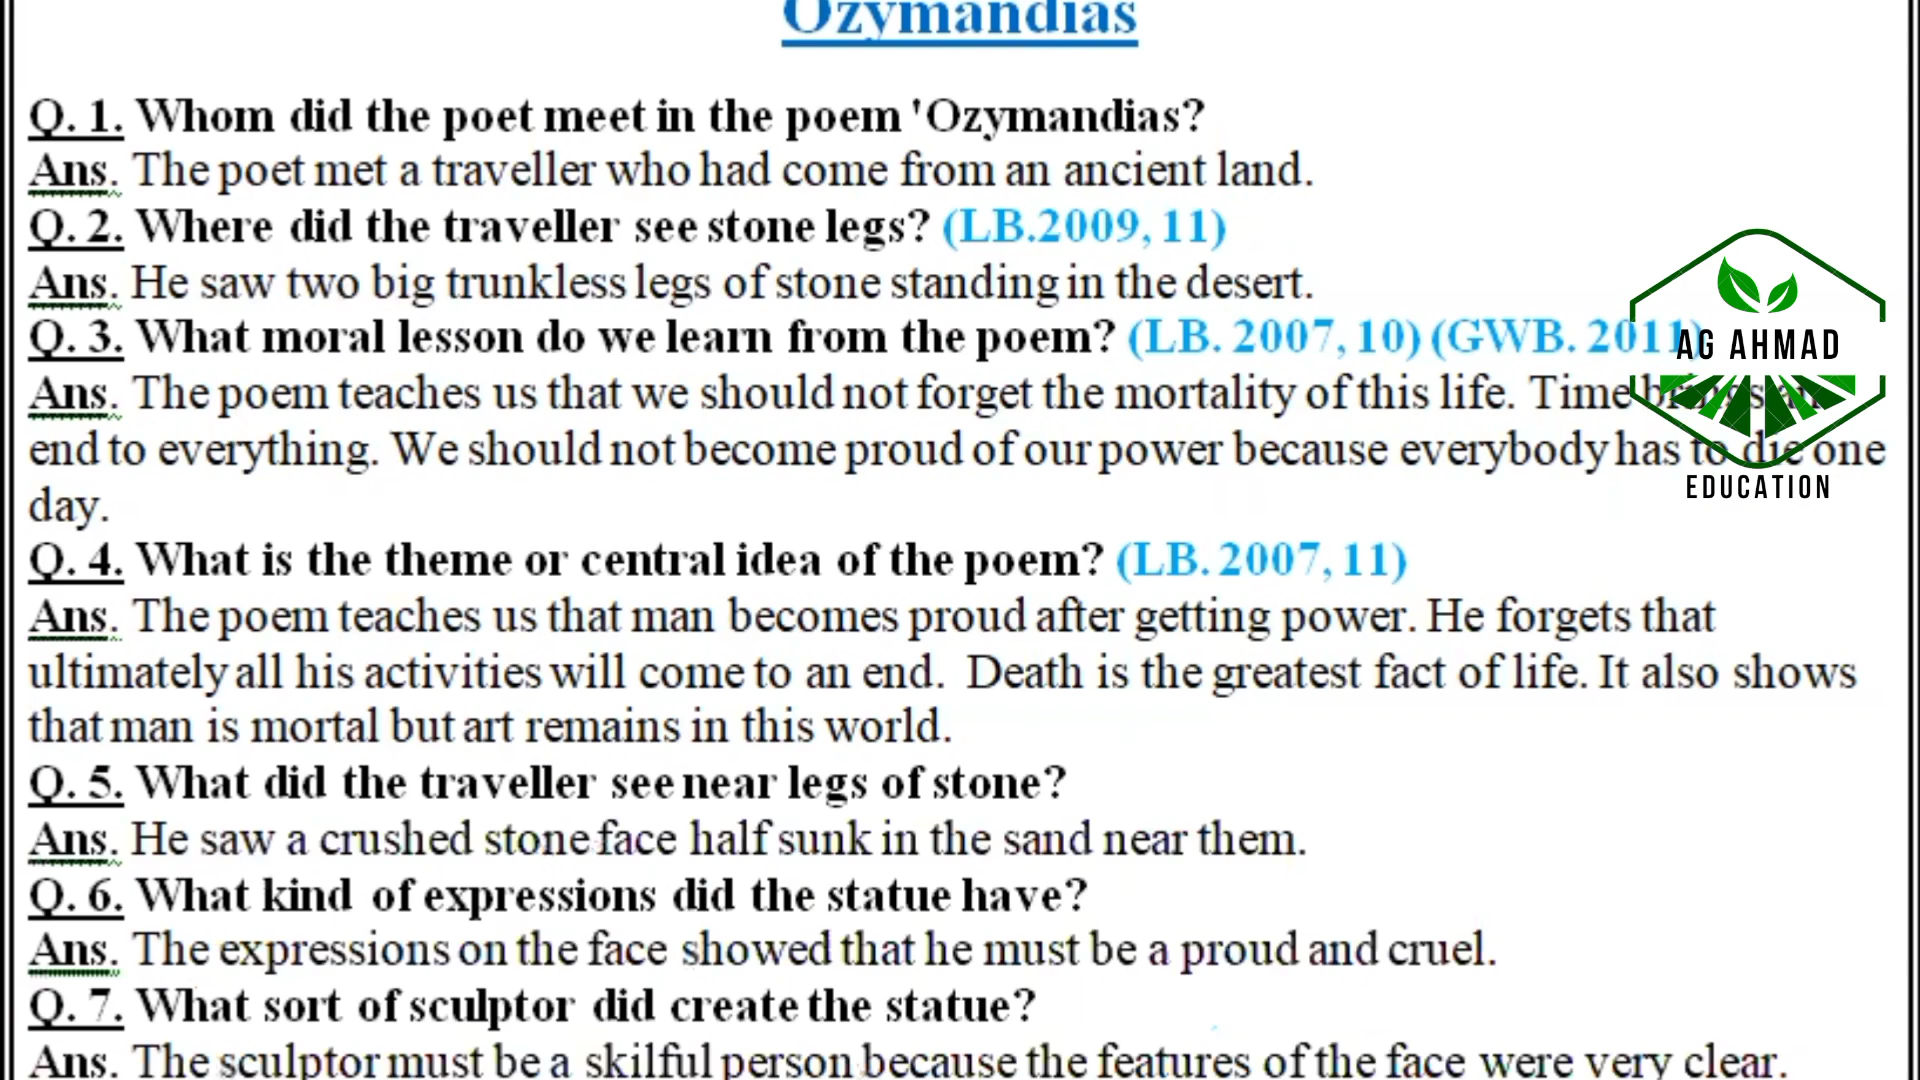 Ozymandias
Q. 1. Whom did the poet meet in the poem 'Ozymandias?
Ans. The poet met a traveller who had come from an ancient land.
Q. 2. Where did the traveller see stone legs? (LB.2009, 11)
Ans. He saw two big trunkless legs of stone standing in the desert.
Q. 3. What moral lesson do we learn from the poem? (LB. 2007, 10) (GWB. 2011)
AG AHMAD
Ans. The poem teaches us that we should not forget the mortality of this life. Time brings an
end to everything. We should not become proud of our power because everybody has to die one
EDUCATION
day.
Q. 4. What is the theme or central idea of the poem? (LB. 2007, 11)
Ans. The poem teaches us that man becomes proud after getting power. He forgets that
ultimately all his activities will come to an end. Death is the greatest fact of life. It also shows
that man is mortal but art remains in this world.
Q. 5. What did the traveller see near legs of stone?
Ans. He saw a crushed stone face half sunk in the sand near them.
Q. 6. What kind of expressions did the statue have?
Ans. The expressions on the face showed that he must be a proud and cruel.
Q. 7. What sort of sculptor did create the statue?
Ans. The sculptor must be a skilful person because the features of the face were very clear.